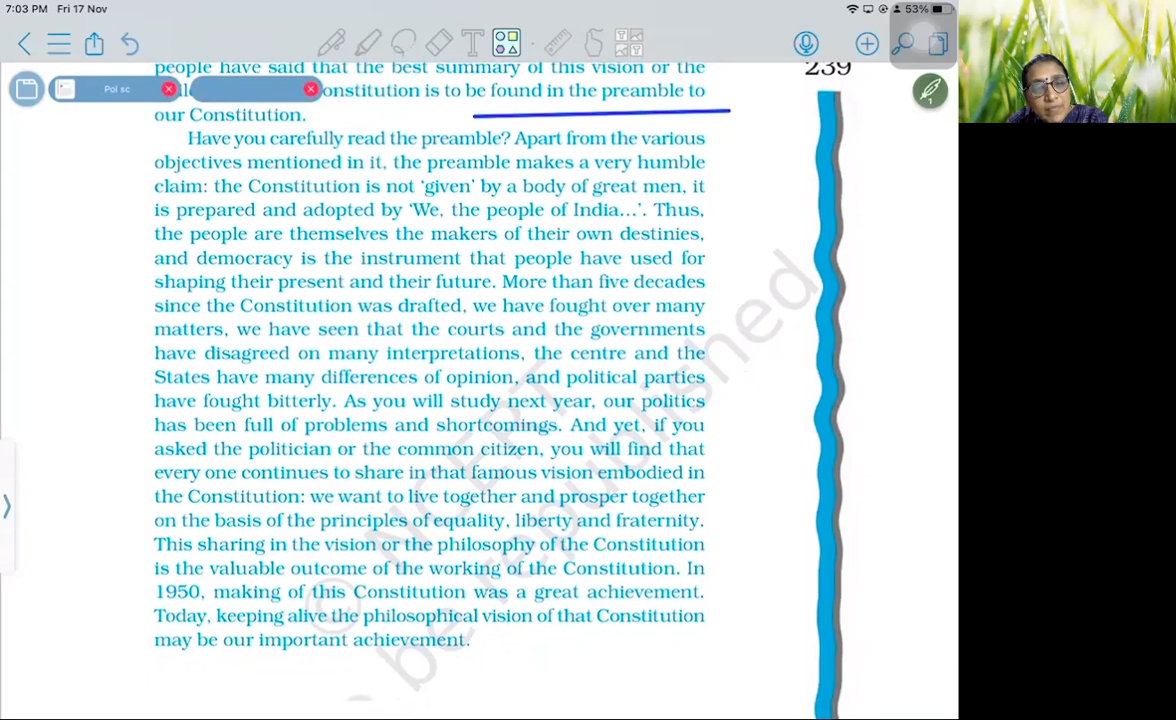 7:03 PM Fri 17 Nov
53%
people have said that the best summary of this vision or the
239
Pol sc
onstitution is to be found in the preamble to
1
our Constitution.
Have you carefully read the preamble? Apart from the various
objectives mentioned in it, the preamble makes a very humble
claim: the Constitution is not ‘given’ by a body of great men, it
is prepared and adopted by ‘We, the people of India...’. Thus,
the people are themselves the makers of their own destinies,
and democracy is the instrument that people have used for
shaping their present and their future. More than five decades
since the Constitution was drafted, we have fought over many
matters, we have seen that the courts and the governments
have disagreed on many interpretations, the centre and the
States have many differences of opinion, and political parties
have fought bitterly. As you will study next year, our politics
has been full of problems and shortcomings. And yet, if you
asked the politician or the common citizen, you will find that
every one continues to share in that famous vision embodied in
the Constitution: we want to live together and prosper together
on the basis of the principles of equality, liberty and fraternity.
This sharing in the vision or the philosophy of the Constitution
is the valuable outcome of the working of the Constitution. In
1950, making of this Constitution was a great achievement.
Today, keeping alive the philosophical vision of that Constitution
may be our important achievement.
© NCERT
be republished